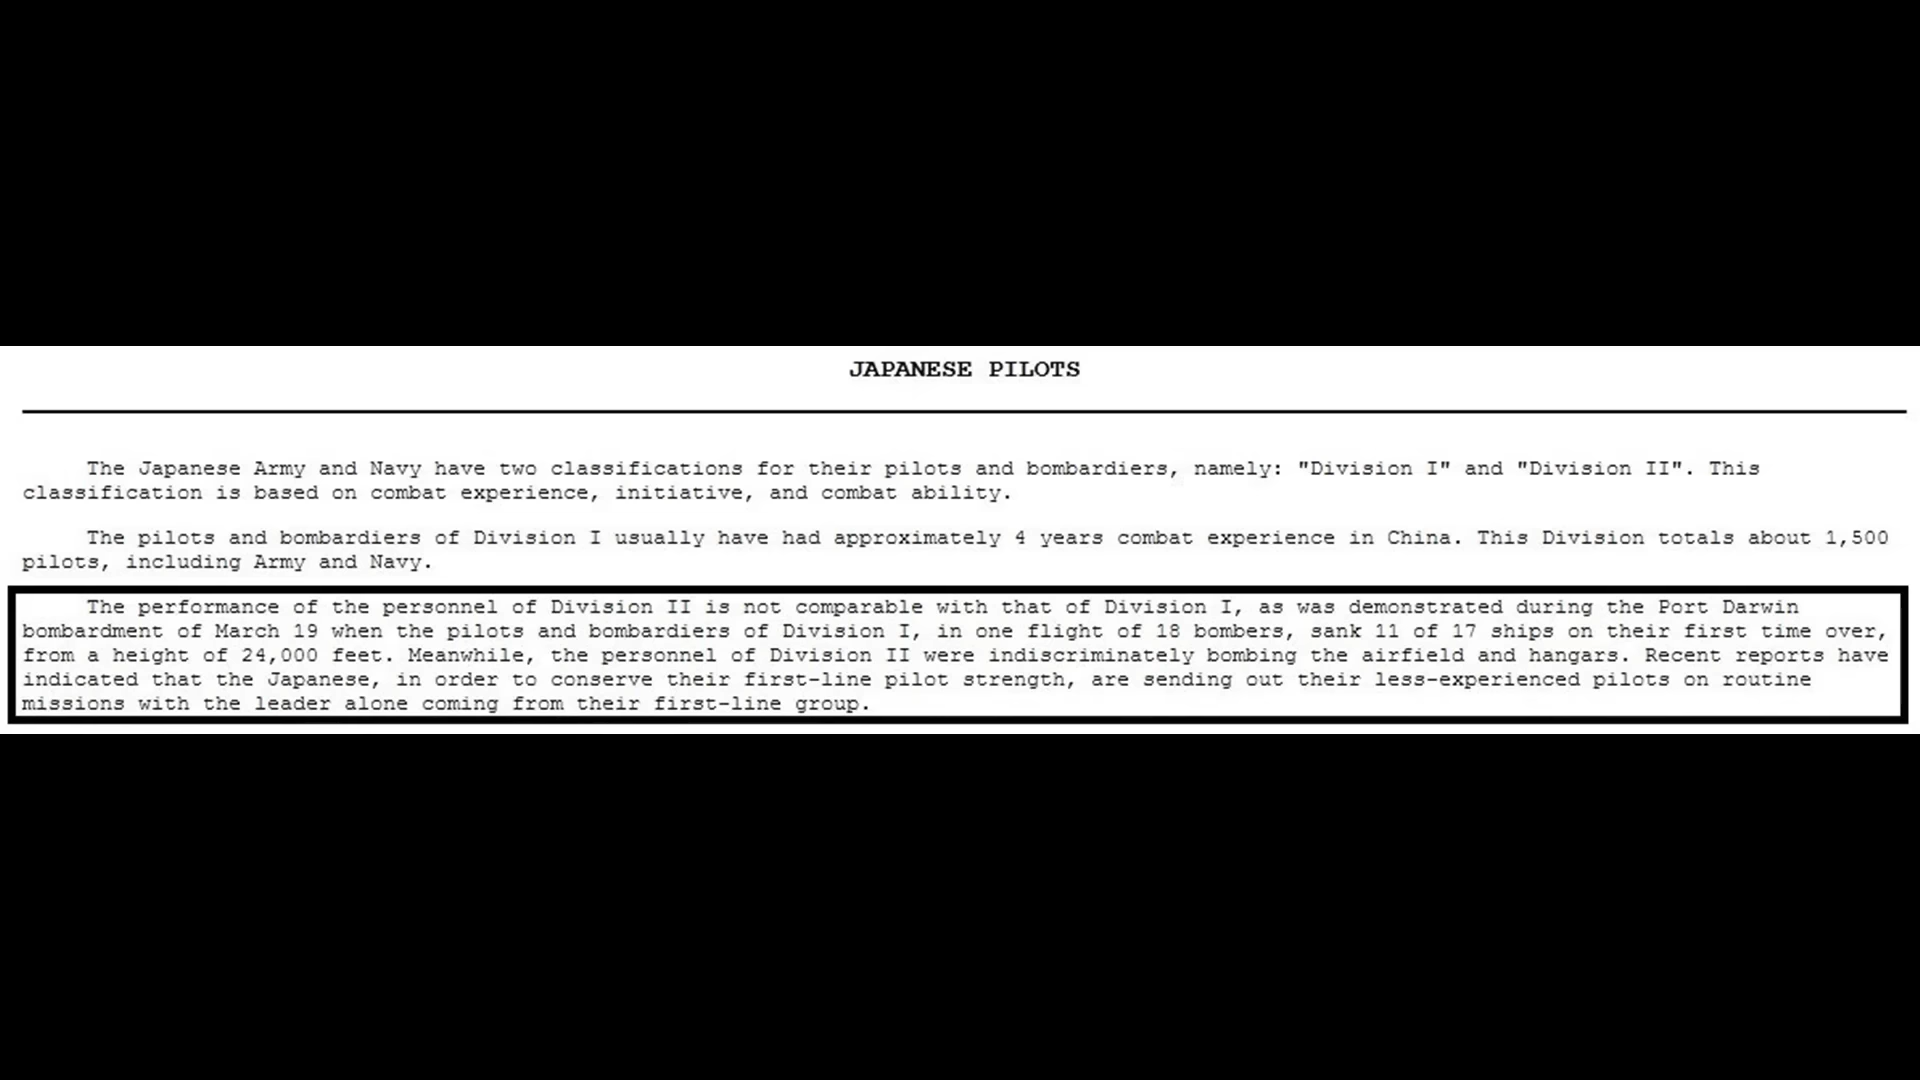 JAPANESE PILOTS
The Japanese Army and Navy have two classifications for their pilots and bombardiers, namely: "Division I" and "Division II". This
classification is based on combat experience, initiative, and combat ability.
The pilots and bombardiers of Division I usually have had approximately 4 years combat experience in China. This Division totals about 1,500
pilots, including Army and Navy.
The performance of the personnel of Division II is not comparable with that of Division I, as was demonstrated during the Port Darwin
bombardment of March 19 when the pilots and bombardiers of Division I, in one flight of 18 bombers, sank 11 of 17 ships on their first time over,
from a height of 24,000 feet. Meanwhile, the personnel of Division II were indiscriminately bombing the airfield and hangars. Recent reports have
indicated that the Japanese, in order to conserve their first-line pilot strength, are sending out their less-experienced pilots on routine
missions with the leader alone coming from their first-line group.